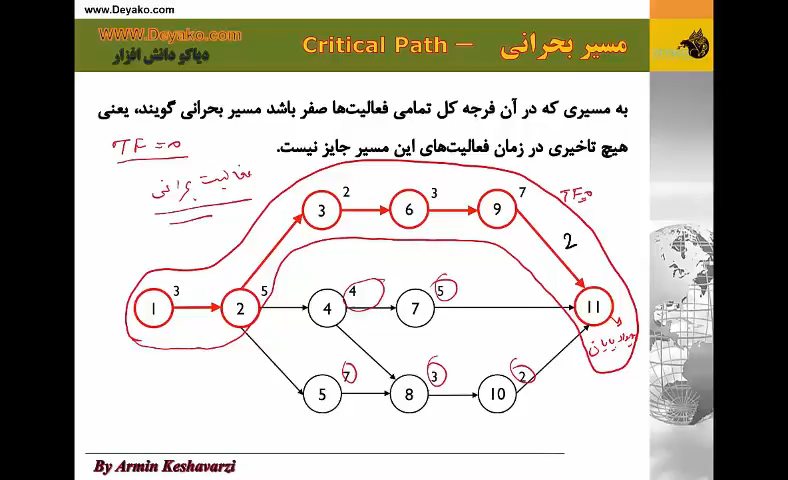 www.Deyako.com
WWW.Deyako.com
دیاکو دانش افزار
مسیر بحرانی – Critical Path
به مسیری که در آن فرجه کل تمامی فعالیت‌ها صفر باشد مسیر بحرانی گویند، یعنی
هیچ تاخیری در زمان فعالیت‌های این مسیر جایز نیست.
TF=0
فعالیت بحرانی
2 3 7
3 6 9
TF=0
2
3 5 4 5
1 2 4 7 11
رویداد پایان
7 3 2
5 8 10
By Armin Keshavarzi